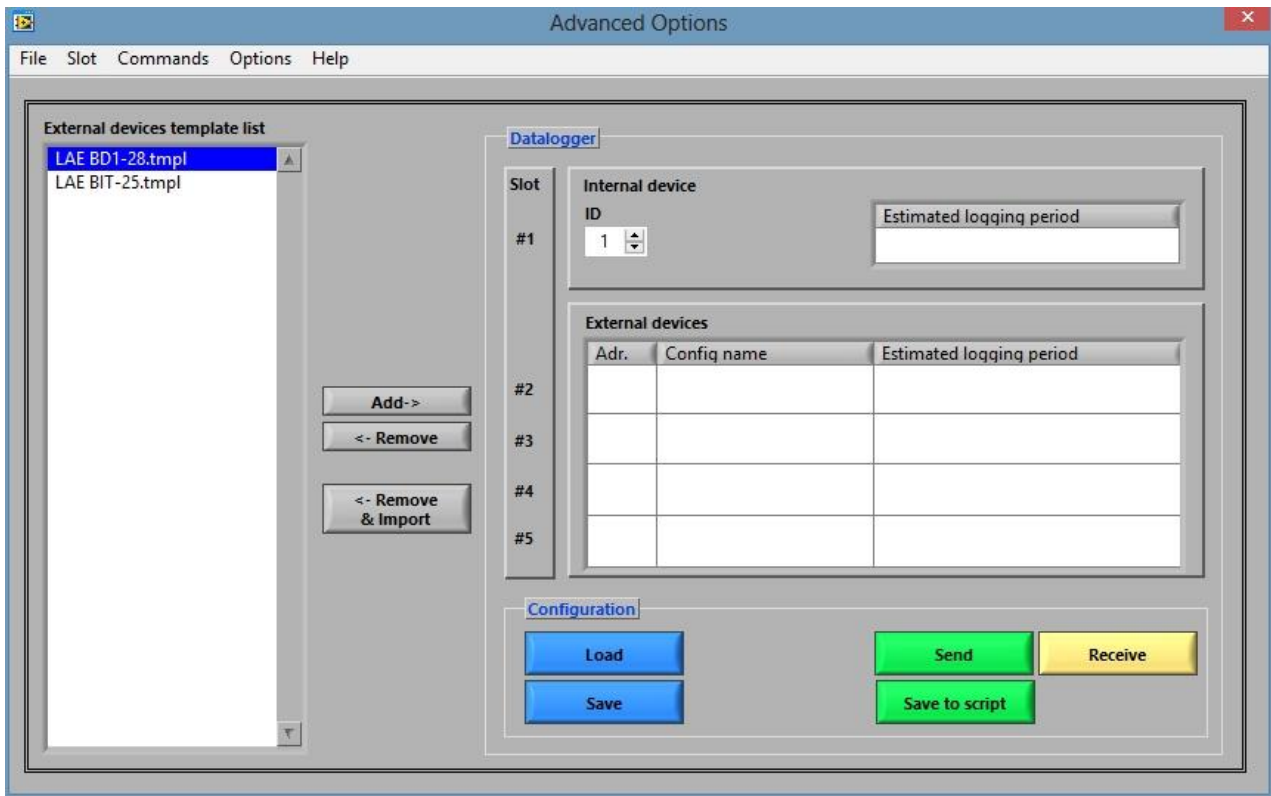 Advanced Options
File Slot Commands Options Help
External devices template list
LAE BD1-28.tmpl
LAE BIT-25.tmpl
Add->
<- Remove
<- Remove
& Import
Datalogger
Slot
#1
#2
#3
#4
#5
Internal device
ID
1
Estimated logging period
External devices
Adr. Config name Estimated logging period
Configuration
Load
Save
Send
Receive
Save to script